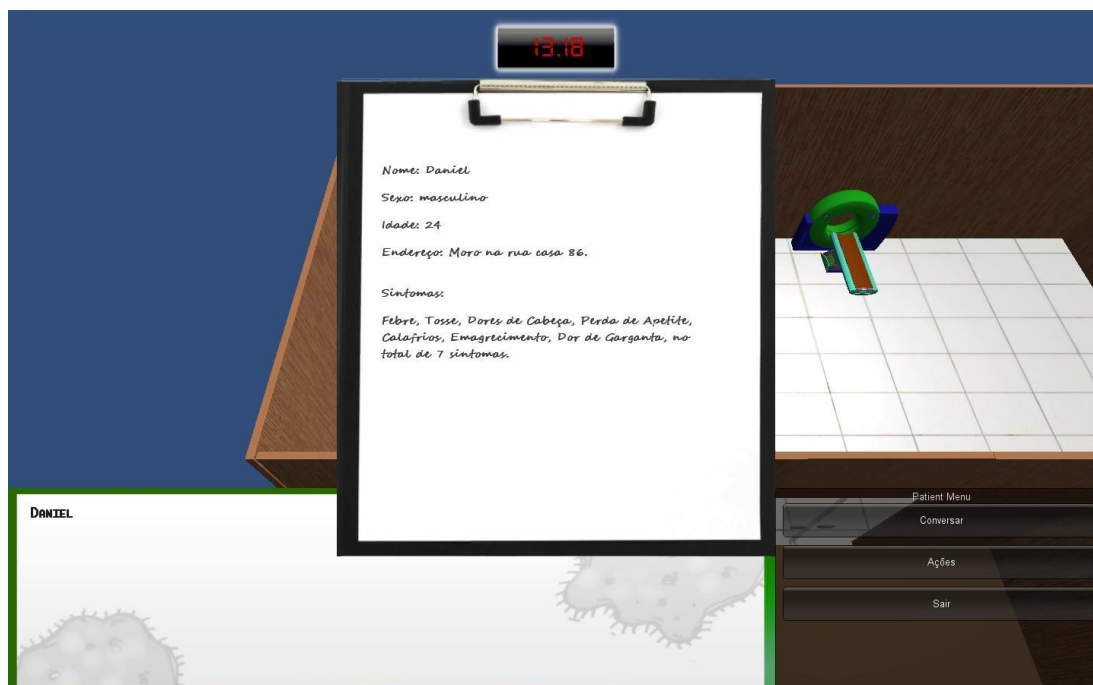 13:18
Nome: Daniel
Sexo: masculino
Idade: 24
Endereço: Moro na rua casa 86.
Sintomas:
Febre, Tosse, Dores de Cabeça, Perda de Apetite,
Calafrios, Emagrecimento, Dor de Garganta, no
total de 7 sintomas.
Daniel
Patient Menu
Conversar
Ações
Sair